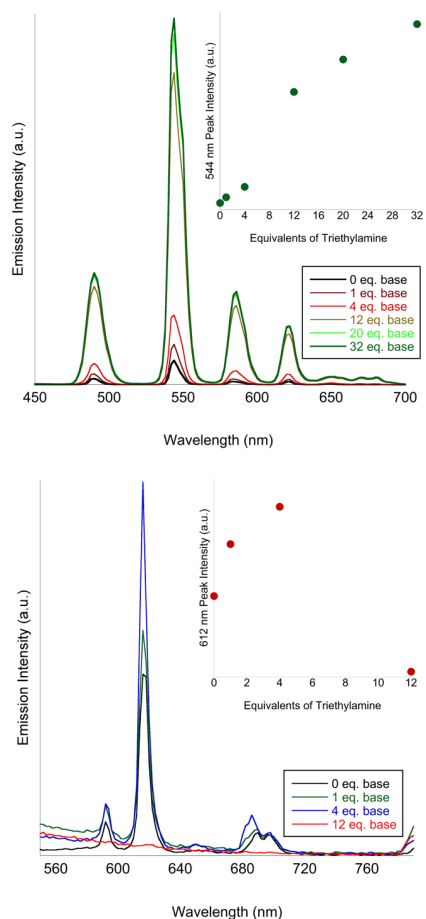 Emission Intensity (a.u.)
544 nm Peak Intensity (a.u.)
0 4 8 12 16 20 24 28 32
Equivalents of Triethylamine
0 eq. base
1 eq. base
4 eq. base
12 eq. base
20 eq. base
32 eq. base
450 500 550 600 650 700
Wavelength (nm)
Emission Intensity (a.u.)
612 nm Peak Intensity (a.u.)
0 2 4 6 8 10 12
Equivalents of Triethylamine
0 eq. base
1 eq. base
4 eq. base
12 eq. base
560 600 640 680 720 760
Wavelength (nm)